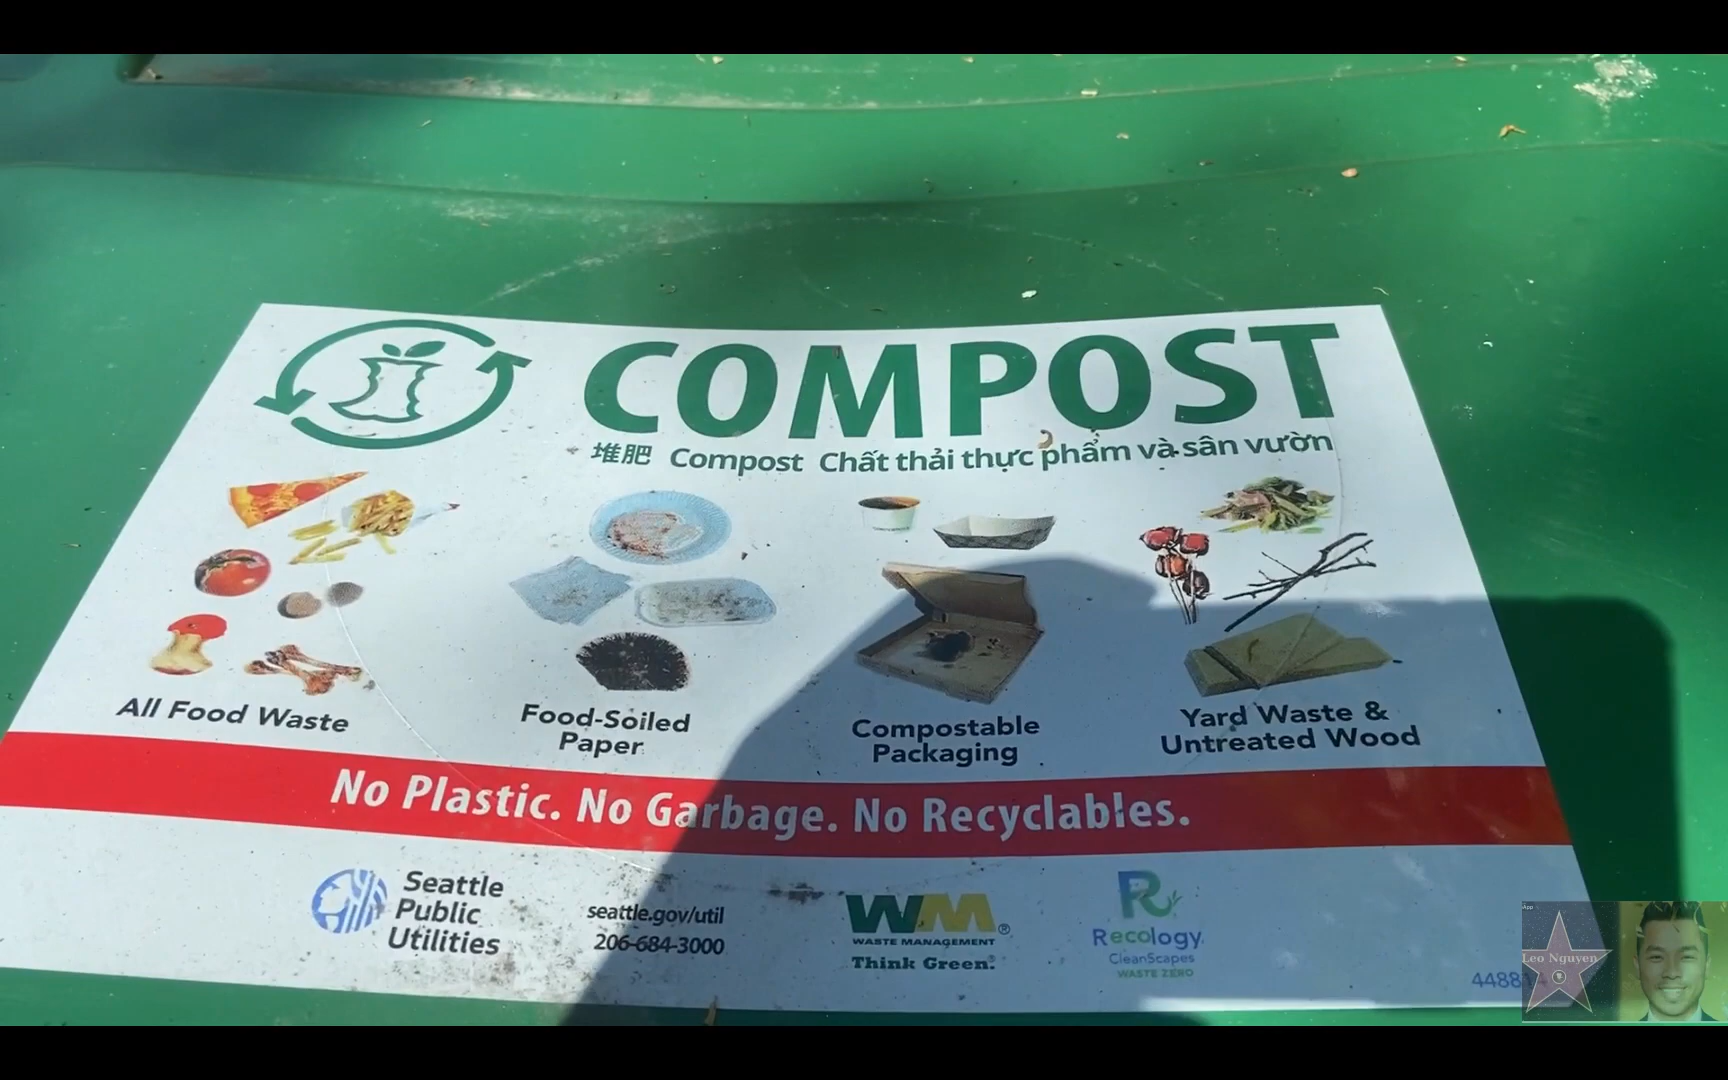 COMPOST
堆肥 Compost Chất thải thực phẩm và sân vườn
All Food Waste
Food-Soiled
Paper
Compostable
Packaging
Yard Waste &
Untreated Wood
No Plastic. No Garbage. No Recyclables.
Seattle
Public
Utilities
seattle.gov/util
206-684-3000
WM®
WASTE MANAGEMENT
Think Green.®
R
Recology
CleanScapes
WASTE ZERO
Leo Nguyen